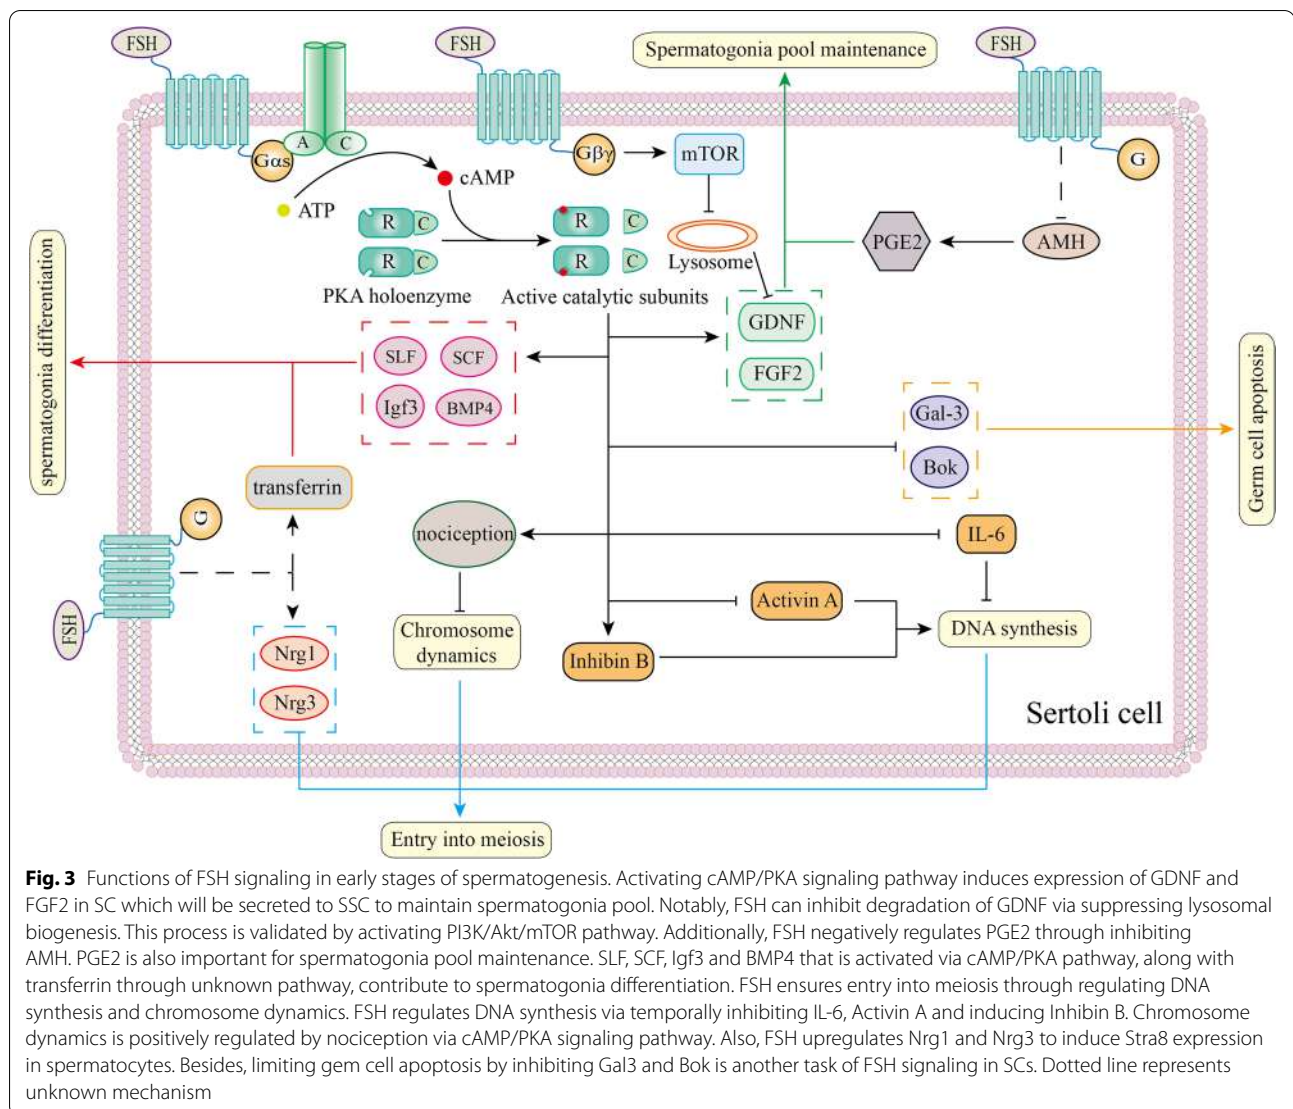 FSH
FSH
FSH
Spermatogonia pool maintenance
A
C
Gαs
Gβγ
mTOR
G
cAMP
ATP
R
C
R
C
R
C
R
C
PKA holoenzyme
Active catalytic subunits
Lysosome
PGE2
AMH
GDNF
FGF2
spermatogonia differentiation
SLF
SCF
Igf3
BMP4
Gal-3
Bok
Germ cell apoptosis
transferrin
G
FSH
nociception
IL-6
Activin A
Chromosome
dynamics
Inhibin B
DNA synthesis
Nrg1
Nrg3
Sertoli cell
Entry into meiosis
Fig. 3 Functions of FSH signaling in early stages of spermatogenesis. Activating cAMP/PKA signaling pathway induces expression of GDNF and
FGF2 in SC which will be secreted to SSC to maintain spermatogonia pool. Notably, FSH can inhibit degradation of GDNF via suppressing lysosomal
biogenesis. This process is validated by activating PI3K/Akt/mTOR pathway. Additionally, FSH negatively regulates PGE2 through inhibiting
AMH. PGE2 is also important for spermatogonia pool maintenance. SLF, SCF, Igf3 and BMP4 that is activated via cAMP/PKA pathway, along with
transferrin through unknown pathway, contribute to spermatogonia differentiation. FSH ensures entry into meiosis through regulating DNA
synthesis and chromosome dynamics. FSH regulates DNA synthesis via temporally inhibiting IL-6, Activin A and inducing Inhibin B. Chromosome
dynamics is positively regulated by nociception via cAMP/PKA signaling pathway. Also, FSH upregulates Nrg1 and Nrg3 to induce Stra8 expression
in spermatocytes. Besides, limiting gem cell apoptosis by inhibiting Gal3 and Bok is another task of FSH signaling in SCs. Dotted line represents
unknown mechanism